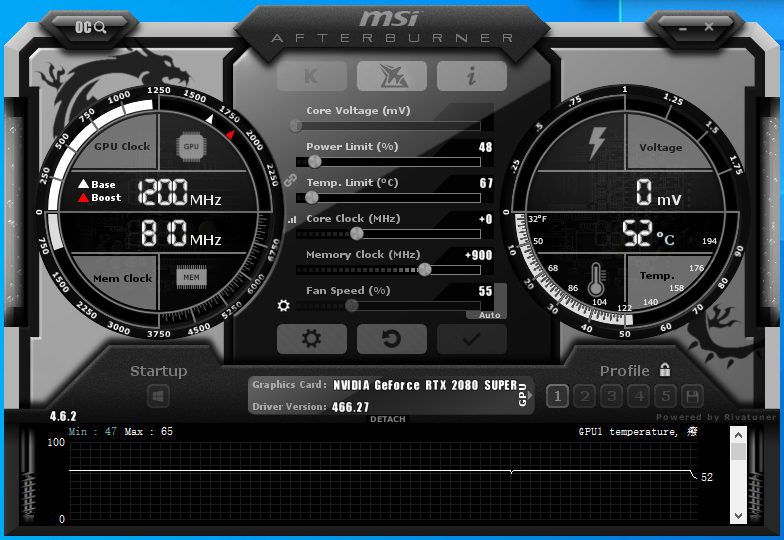 OC
msi
AFTERBURNER
K
i
Core Voltage (mV)
Power Limit (%) 48
Temp. Limit (°C) 67
Core Clock (MHz) +0
Memory Clock (MHz) +900
Fan Speed (%) 55
Auto
0 250 500 750 1000 1250 1500 1750 2000 2250
GPU Clock
GPU
Base
Boost
1200 MHz
810 MHz
Mem Clock
MEM
750 1500 2250 3000 3750 4500 5250 6000 6750
0 .25 .5 .75 1 1.25 1.5 1.75
Voltage
0 mV
52 °C
Temp.
32°F 50 68 86 104 122 140 158 176 194
0 10 20 30 40 50 60 70 80 90
Startup
Profile
1 2 3 4 5
Graphics Card: NVIDIA GeForce RTX 2080 SUPER
Driver Version: 466.27
GPU
4.6.2
DETACH
Powered by Rivatuner
Min : 47 Max : 65
GPU1 temperature, 癈
100
52
0